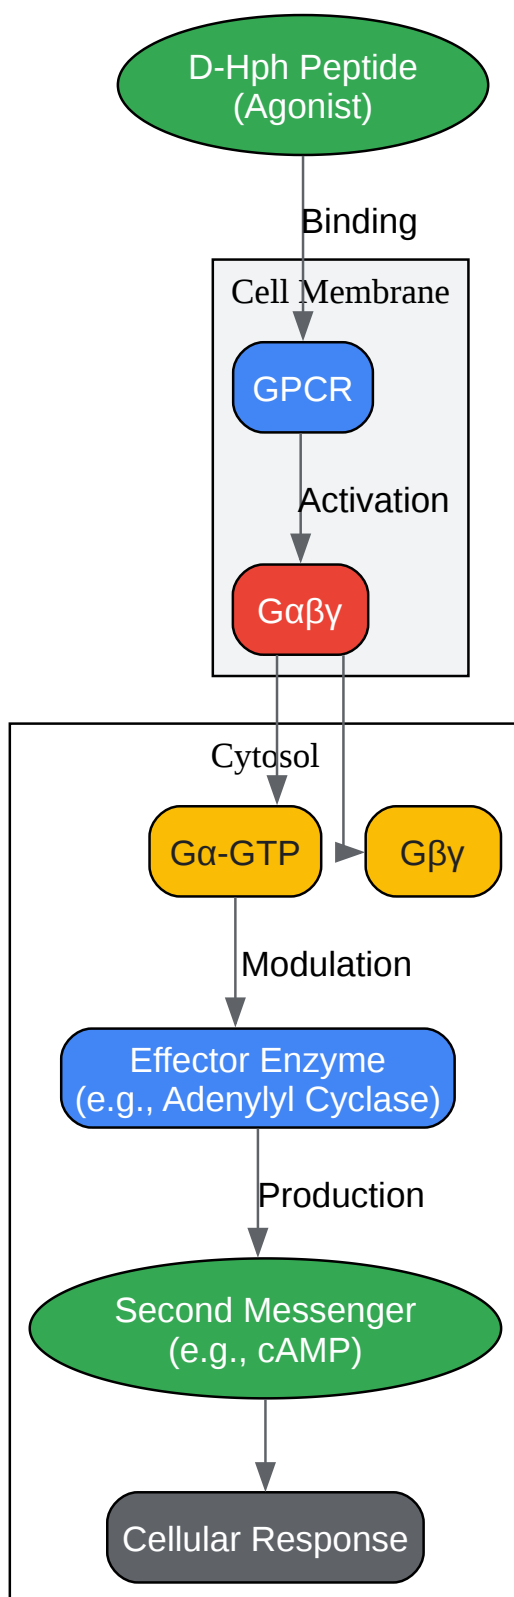 D-Hph Peptide
(Agonist)
Binding
Cell Membrane
GPCR
Activation
Gαβγ
Cytosol
Gα-GTP
Gβγ
Modulation
Effector Enzyme
(e.g., Adenylyl Cyclase)
Production
Second Messenger
(e.g., cAMP)
Cellular Response